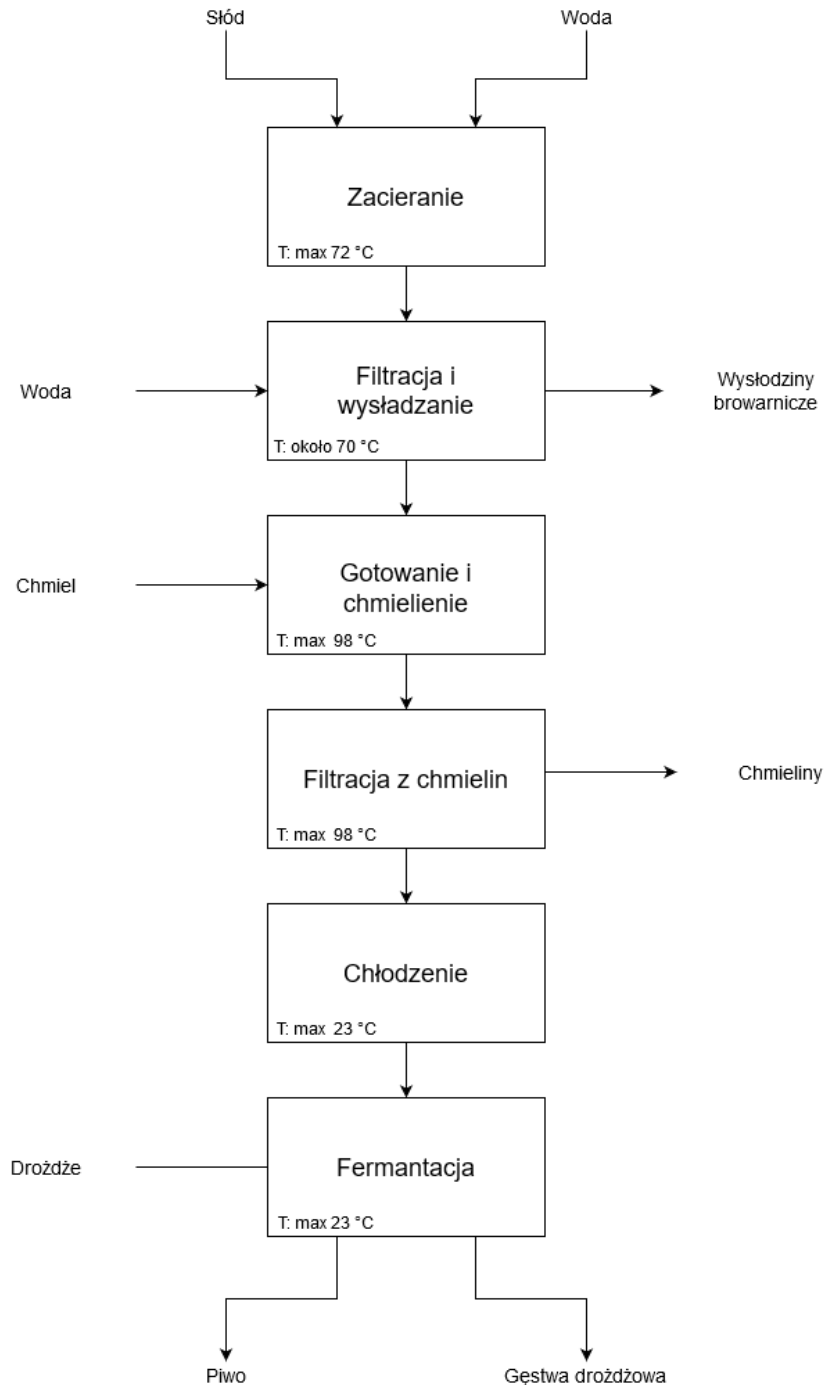 Słód
Woda
Zacieranie
T: max 72 °C
Woda
Filtracja i
wysładzanie
T: około 70 °C
Wysłodziny
browarnicze
Chmiel
Gotowanie i
chmielienie
T: max 98 °C
Filtracja z chmielin
T: max 98 °C
Chmieliny
Chłodzenie
T: max 23 °C
Drożdże
Fermantacja
T: max 23 °C
Piwo
Gęstwa drożdżowa